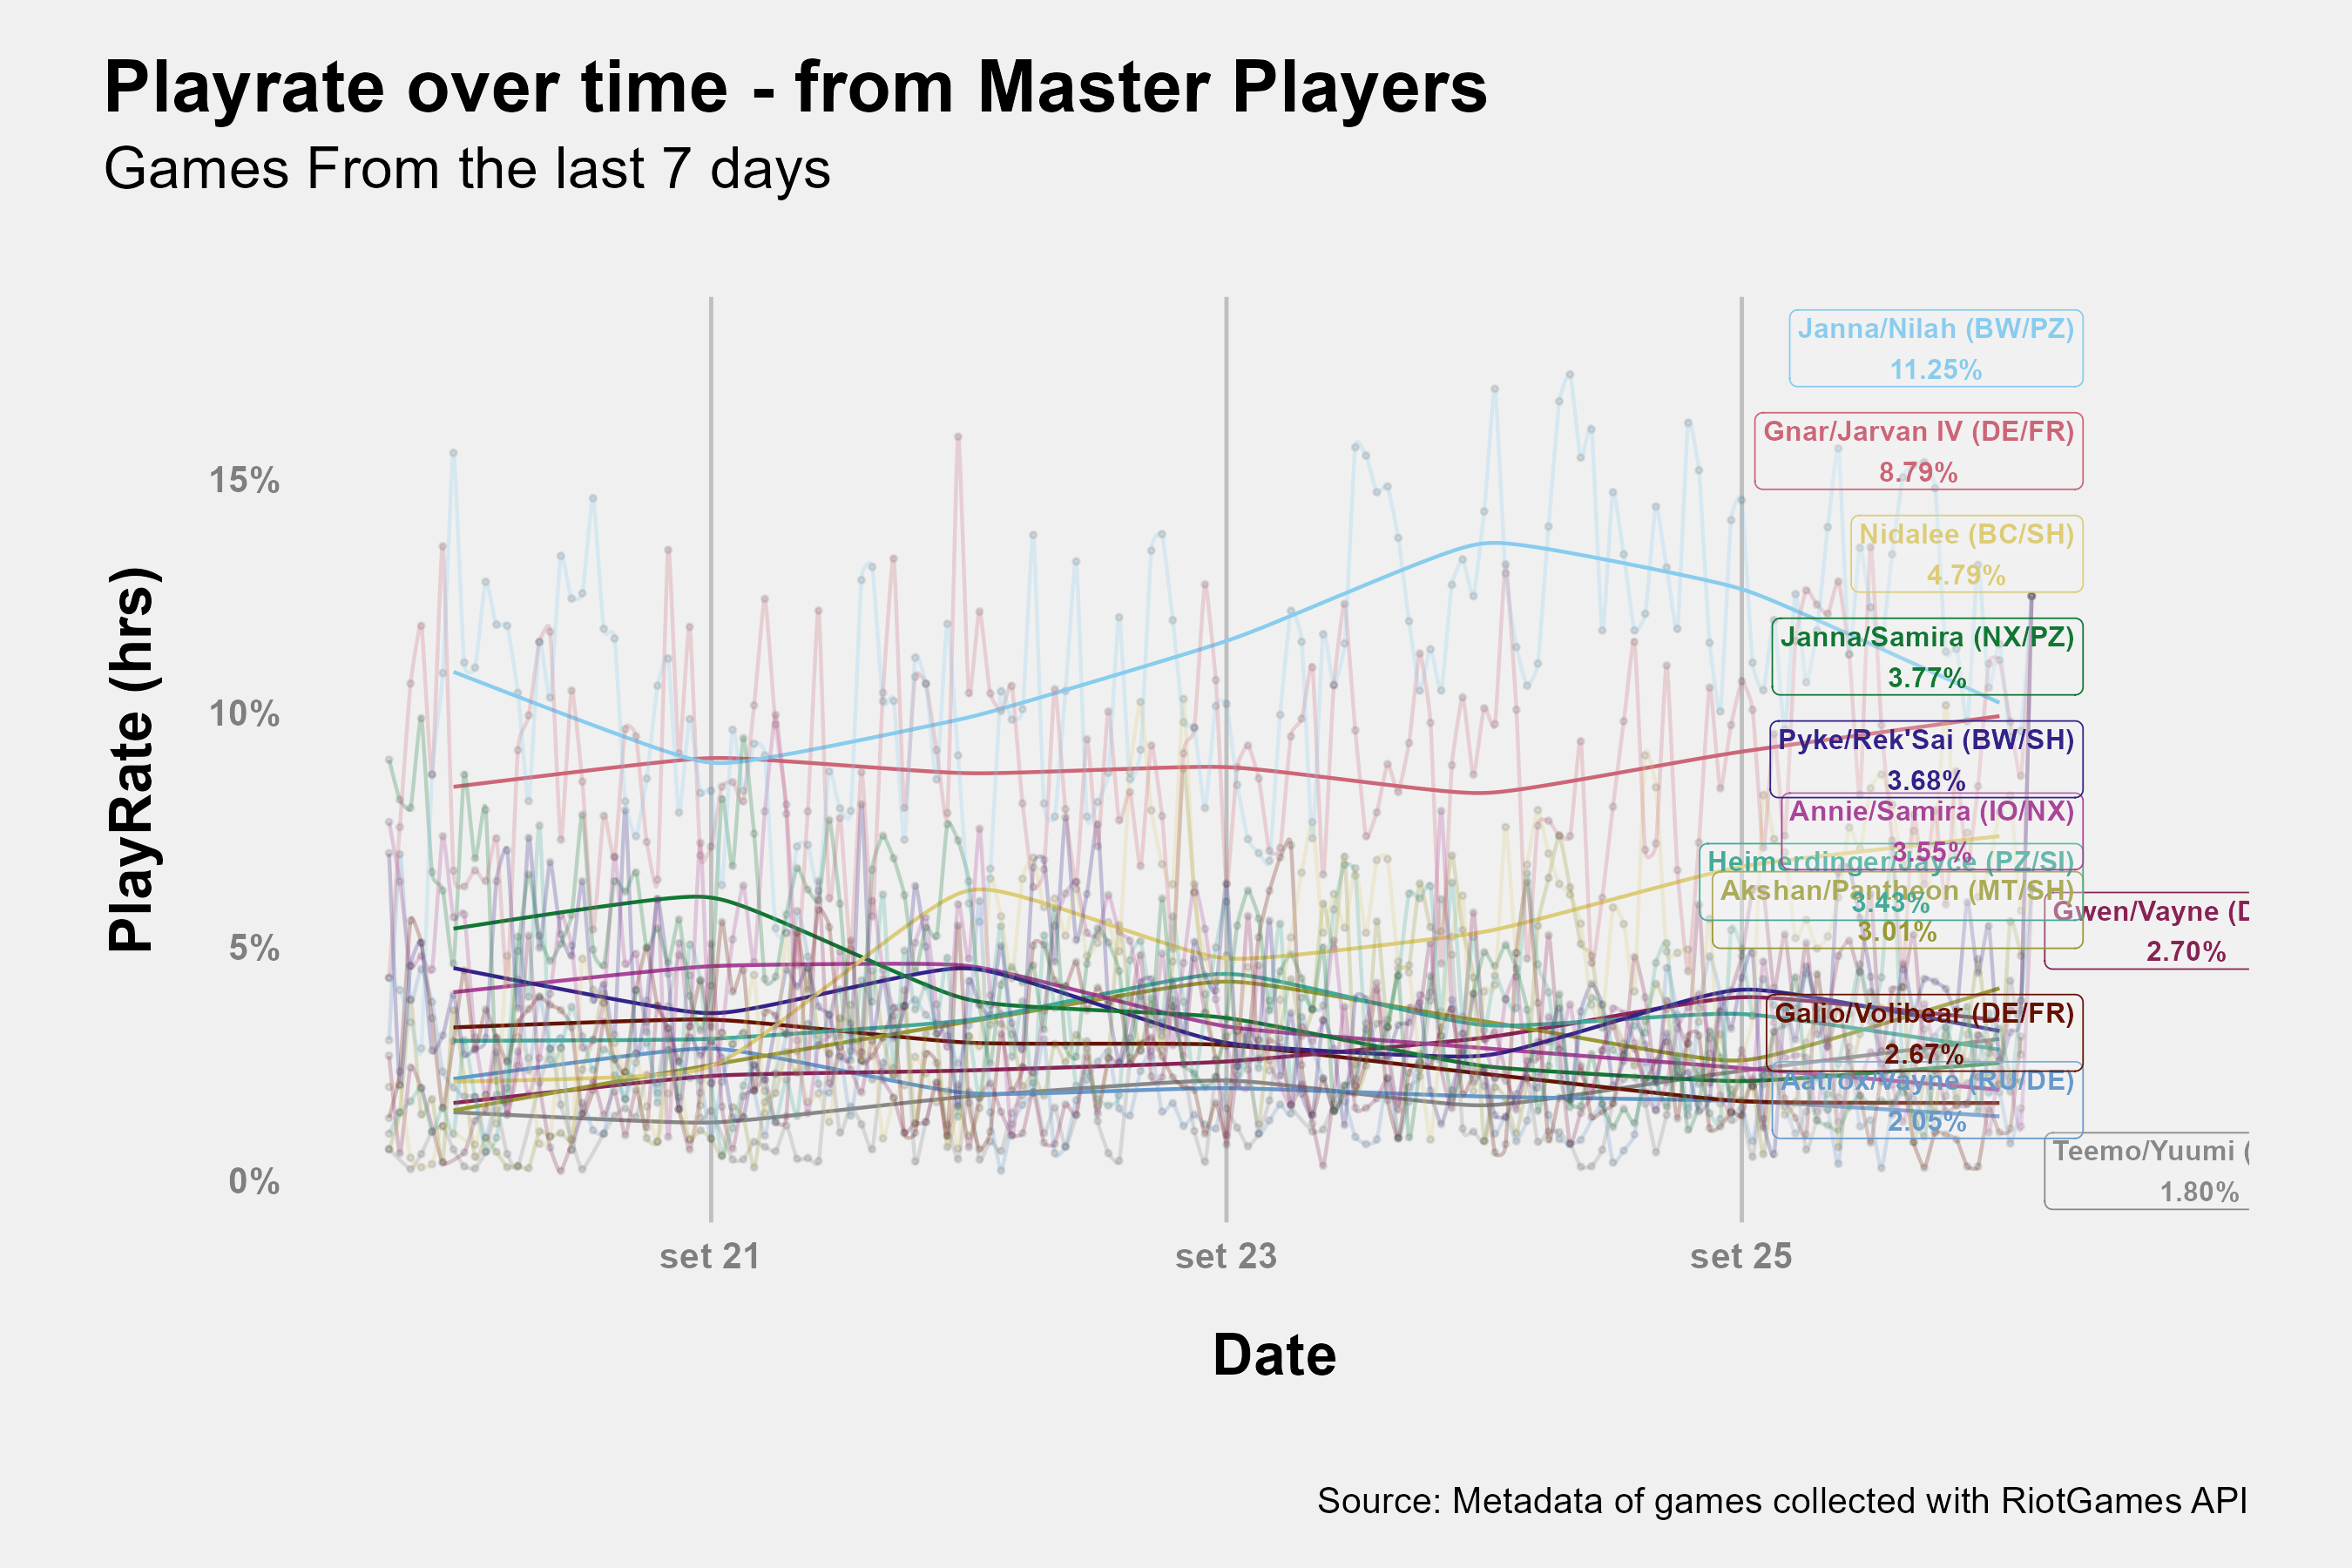 Playrate over time - from Master Players
Games From the last 7 days
PlayRate (hrs)
15%
10%
5%
0%
Janna/Nilah (BW/PZ)
11.25%
Gnar/Jarvan IV (DE/FR)
8.79%
Nidalee (BC/SH)
4.79%
Janna/Samira (NX/PZ)
3.77%
Pyke/Rek'Sai (BW/SH)
3.68%
Annie/Samira (IO/NX)
3.55%
Heimerdinger/Jayce (PZ/SI)
3.43%
Akshan/Pantheon (MT/SH)
3.01%
Gwen/Vayne (D
2.70%
Galio/Volibear (DE/FR)
2.67%
Aatrox/Vayne (RU/DE)
2.05%
Teemo/Yuumi (
1.80%
set 21
set 23
set 25
Date
Source: Metadata of games collected with RiotGames API